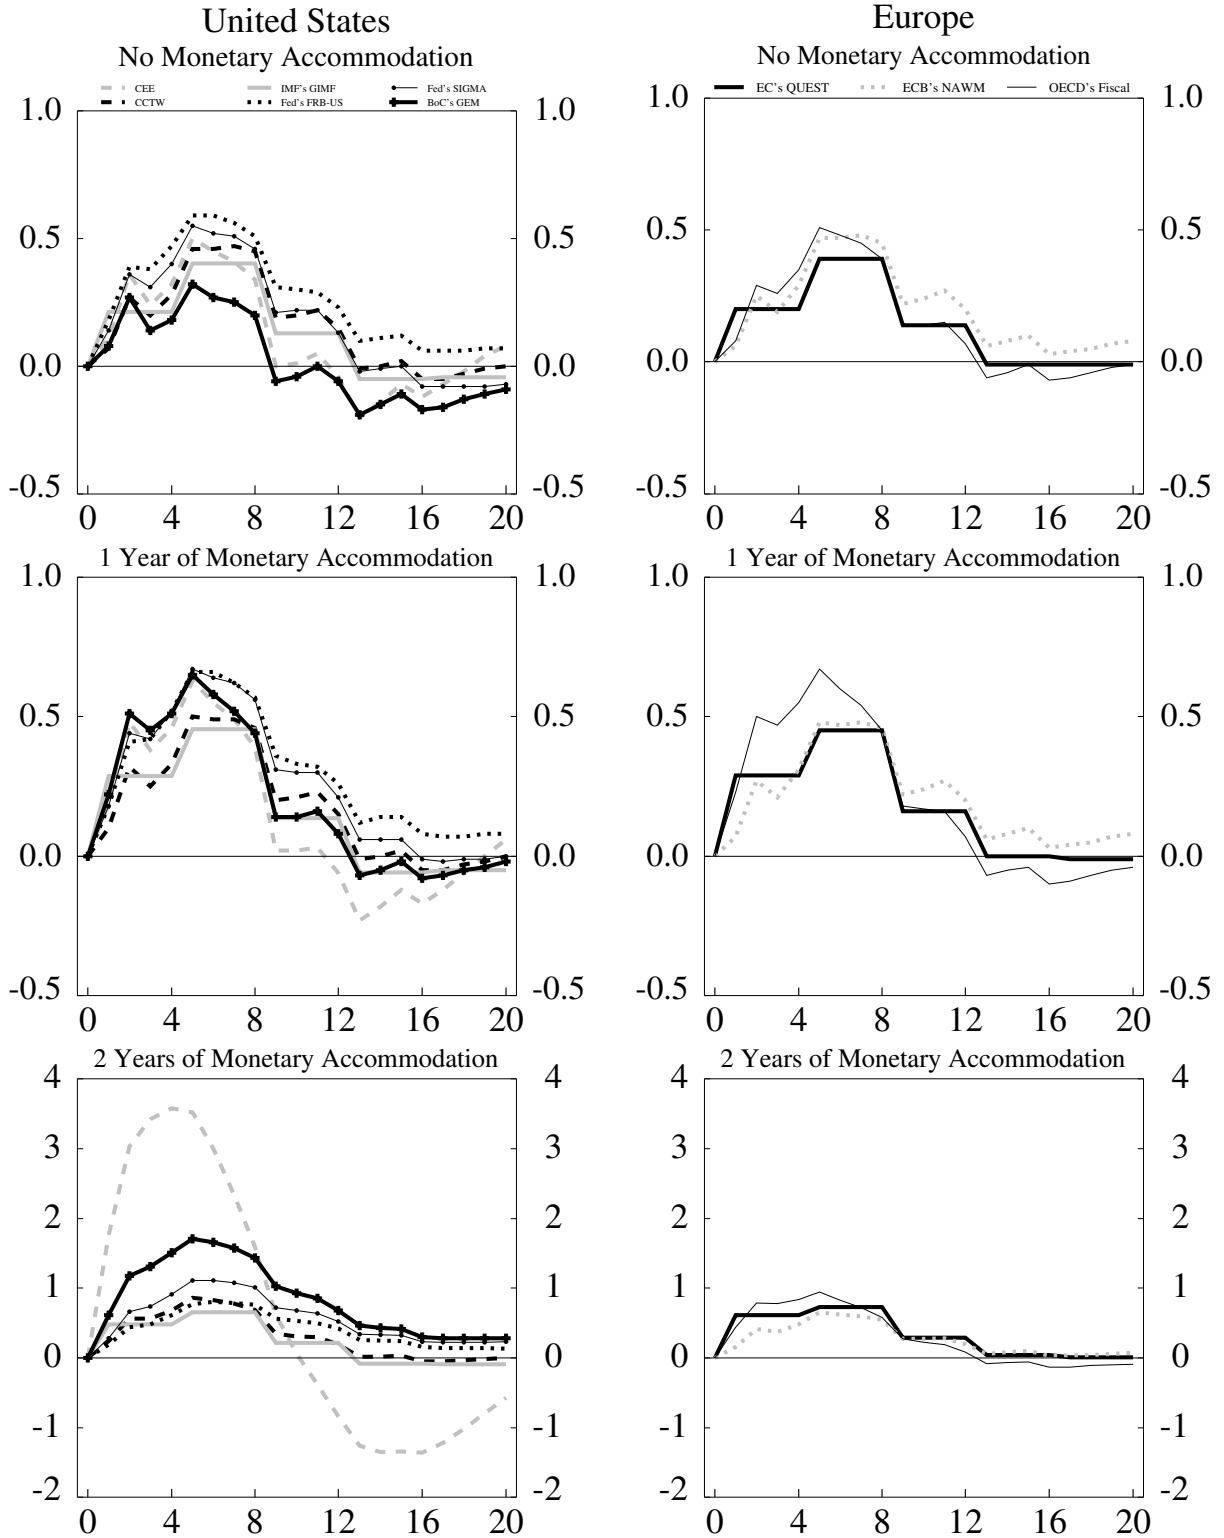 United States
No Monetary Accommodation
CEE IMF's GIMF Fed's SIGMA
CCTW Fed's FRB-US BoC's GEM
1.0 1.0
0.5 0.5
0.0 0.0
-0.5 -0.5
0 4 8 12 16 20
Europe
No Monetary Accommodation
EC's QUEST ECB's NAWM OECD's Fiscal
1.0 1.0
0.5 0.5
0.0 0.0
-0.5 -0.5
0 4 8 12 16 20
1 Year of Monetary Accommodation
1.0 1.0
0.5 0.5
0.0 0.0
-0.5 -0.5
0 4 8 12 16 20
1 Year of Monetary Accommodation
1.0 1.0
0.5 0.5
0.0 0.0
-0.5 -0.5
0 4 8 12 16 20
2 Years of Monetary Accommodation
4 4
3 3
2 2
1 1
0 0
-1 -1
-2 -2
0 4 8 12 16 20
2 Years of Monetary Accommodation
4 4
3 3
2 2
1 1
0 0
-1 -1
-2 -2
0 4 8 12 16 20